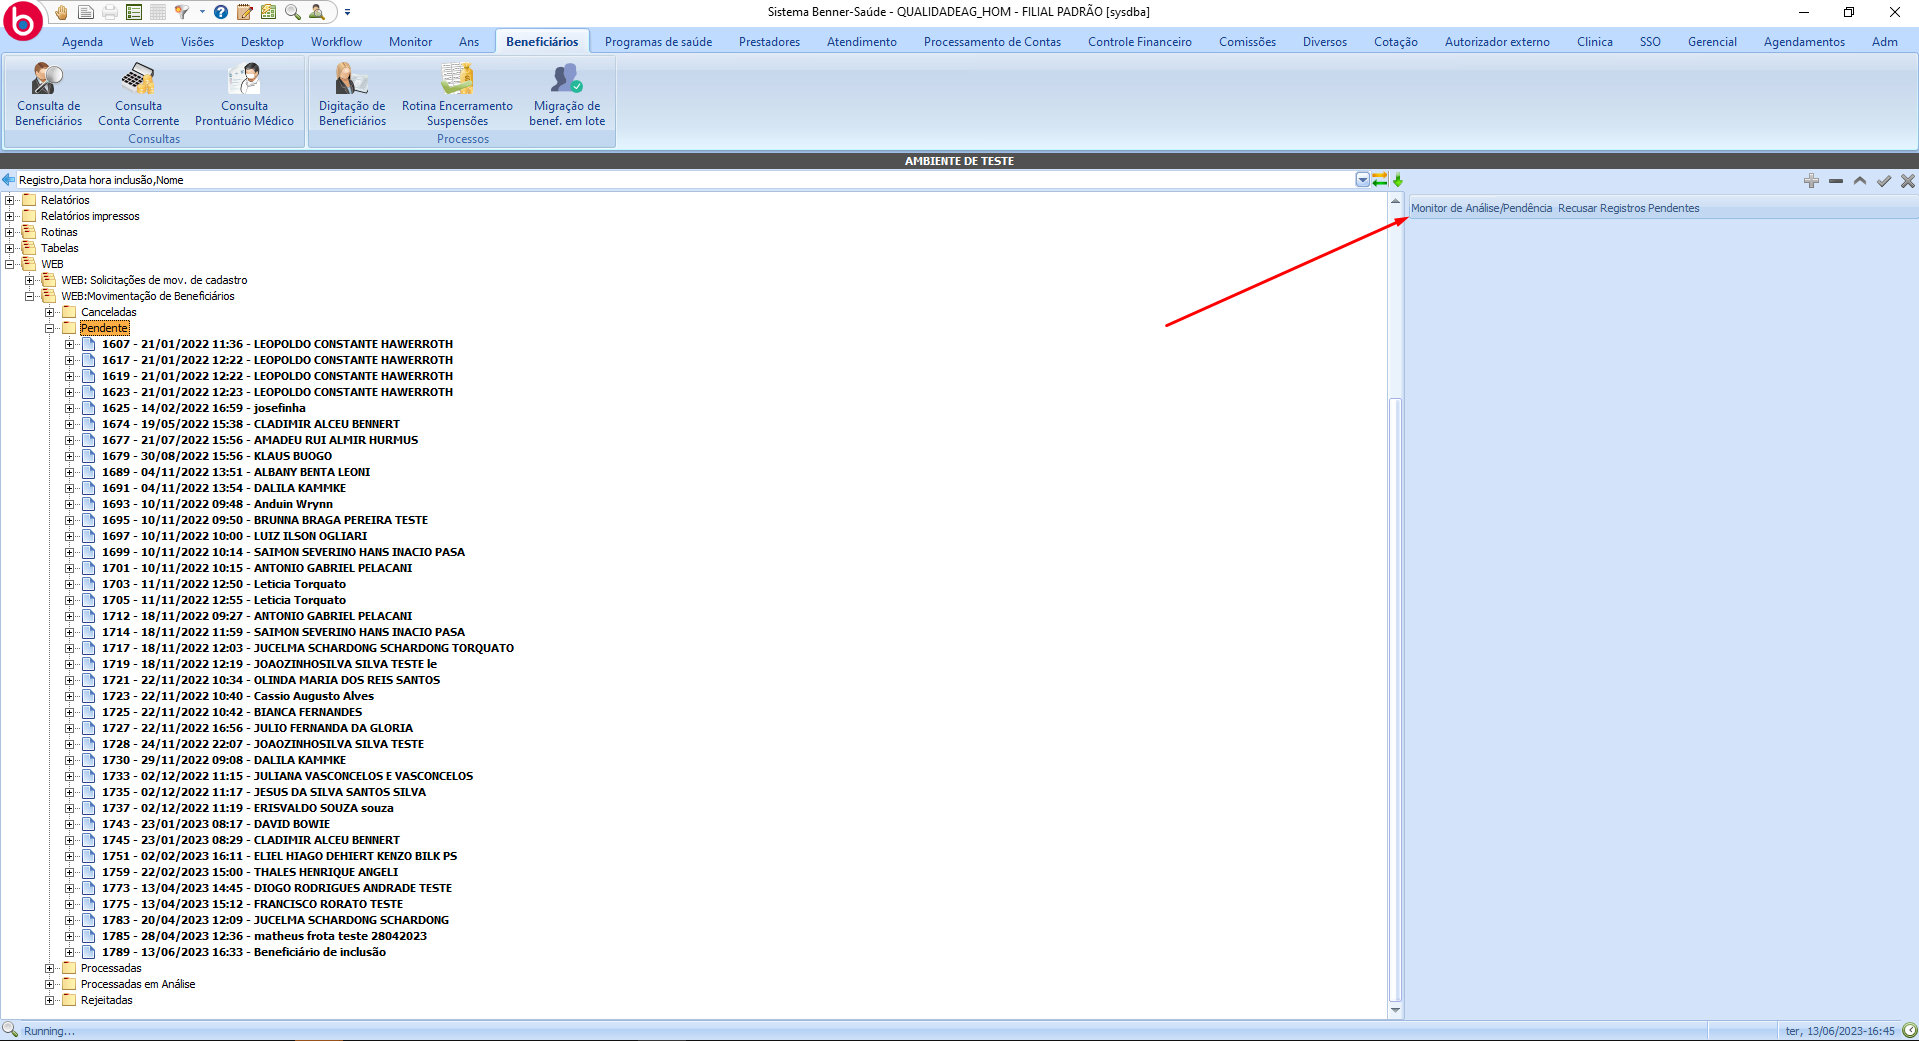 Sistema Benner-Saúde - QUALIDADEAG_HOM - FILIAL PADRÃO [sysdba]
Agenda Web Visões Desktop Workflow Monitor Ans Beneficiários Programas de saúde Prestadores Atendimento Processamento de Contas Controle Financeiro Comissões Diversos Cotação Autorizador externo Clinica SSO Gerencial Agendamentos Adm
Consulta de Beneficiários
Consulta Conta Corrente
Consulta Prontuário Médico
Digitação de Beneficiários
Rotina Encerramento Suspensões
Migração de benef. em lote
Consultas
Processos
AMBIENTE DE TESTE
Registro,Data hora inclusão,Nome
Monitor de Análise/Pendência Recusar Registros Pendentes
Relatórios
Relatórios impressos
Rotinas
Tabelas
WEB
WEB: Solicitações de mov. de cadastro
WEB:Movimentação de Beneficiários
Canceladas
Pendente
1607 - 21/01/2022 11:36 - LEOPOLDO CONSTANTE HAWERROTH
1617 - 21/01/2022 12:22 - LEOPOLDO CONSTANTE HAWERROTH
1619 - 21/01/2022 12:22 - LEOPOLDO CONSTANTE HAWERROTH
1623 - 21/01/2022 12:23 - LEOPOLDO CONSTANTE HAWERROTH
1625 - 14/02/2022 16:59 - josefinha
1674 - 19/05/2022 15:38 - CLADIMIR ALCEU BENNERT
1677 - 21/07/2022 15:56 - AMADEU RUI ALMIR HURMUS
1679 - 30/08/2022 15:56 - KLAUS BUOGO
1689 - 04/11/2022 13:51 - ALBANY BENTA LEONI
1691 - 04/11/2022 13:54 - DALILA KAMMKE
1693 - 10/11/2022 09:48 - Anduin Wrynn
1695 - 10/11/2022 09:50 - BRUNNA BRAGA PEREIRA TESTE
1697 - 10/11/2022 10:00 - LUIZ ILSON OGLIARI
1699 - 10/11/2022 10:14 - SAIMON SEVERINO HANS INACIO PASA
1701 - 10/11/2022 10:15 - ANTONIO GABRIEL PELACANI
1703 - 11/11/2022 12:50 - Leticia Torquato
1705 - 11/11/2022 12:55 - Leticia Torquato
1712 - 18/11/2022 09:27 - ANTONIO GABRIEL PELACANI
1714 - 18/11/2022 11:59 - SAIMON SEVERINO HANS INACIO PASA
1717 - 18/11/2022 12:03 - JUCELMA SCHARDONG SCHARDONG TORQUATO
1719 - 18/11/2022 12:19 - JOAOZINHOSILVA SILVA TESTE le
1721 - 22/11/2022 10:34 - OLINDA MARIA DOS REIS SANTOS
1723 - 22/11/2022 10:40 - Cassio Augusto Alves
1725 - 22/11/2022 10:42 - BIANCA FERNANDES
1727 - 22/11/2022 16:56 - JULIO FERNANDA DA GLORIA
1728 - 24/11/2022 22:07 - JOAOZINHOSILVA SILVA TESTE
1730 - 29/11/2022 09:08 - DALILA KAMMKE
1733 - 02/12/2022 11:15 - JULIANA VASCONCELOS E VASCONCELOS
1735 - 02/12/2022 11:17 - JESUS DA SILVA SANTOS SILVA
1737 - 02/12/2022 11:19 - ERISVALDO SOUZA souza
1743 - 23/01/2023 08:17 - DAVID BOWIE
1745 - 23/01/2023 08:29 - CLADIMIR ALCEU BENNERT
1751 - 02/02/2023 16:11 - ELIEL HIAGO DEHIERT KENZO BILK PS
1759 - 22/02/2023 15:00 - THALES HENRIQUE ANGELI
1773 - 13/04/2023 14:45 - DIOGO RODRIGUES ANDRADE TESTE
1775 - 13/04/2023 15:12 - FRANCISCO RORATO TESTE
1783 - 20/04/2023 12:09 - JUCELMA SCHARDONG SCHARDONG
1785 - 28/04/2023 12:36 - matheus frota teste 28042023
1789 - 13/06/2023 16:33 - Beneficiário de inclusão
Processadas
Processadas em Análise
Rejeitadas
Running...
ter, 13/06/2023-16:45